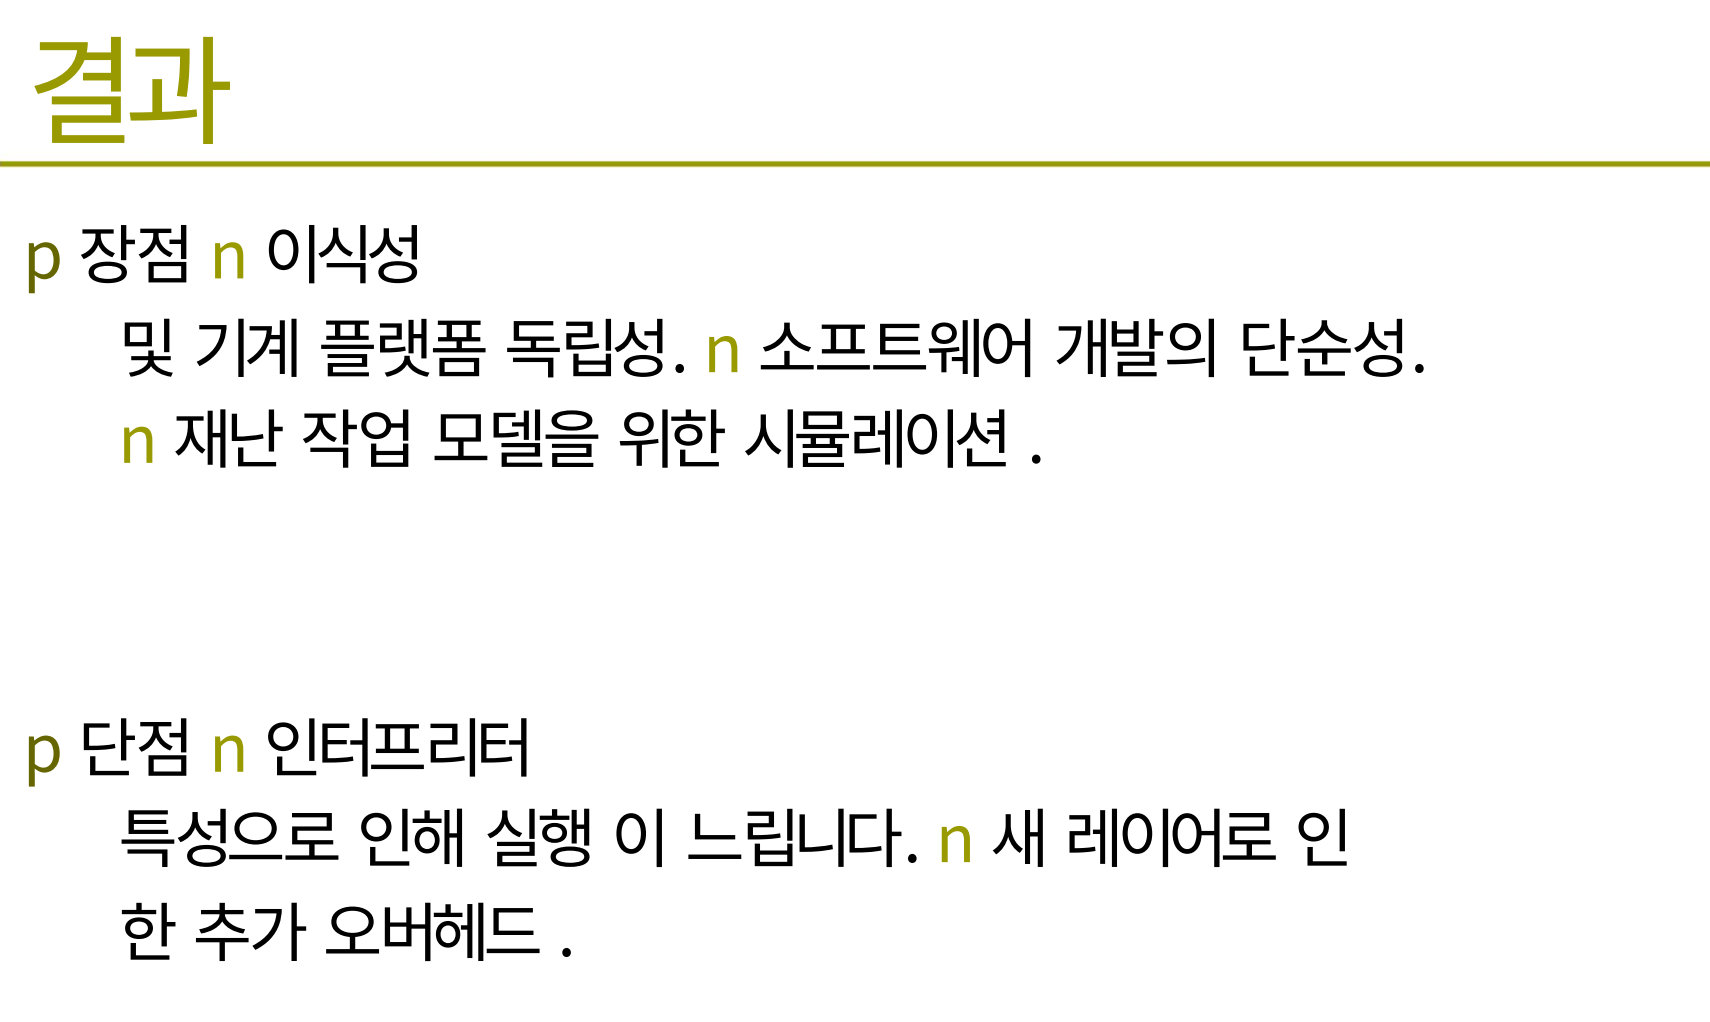 결과
p 장점 n 이식성
및 기계 플랫폼 독립성. n 소프트웨어 개발의 단순성.
n 재난 작업 모델을 위한 시뮬레이션 .
p 단점 n 인터프리터
특성으로 인해 실행 이 느립니다. n 새 레이어로 인
한 추가 오버헤드 .